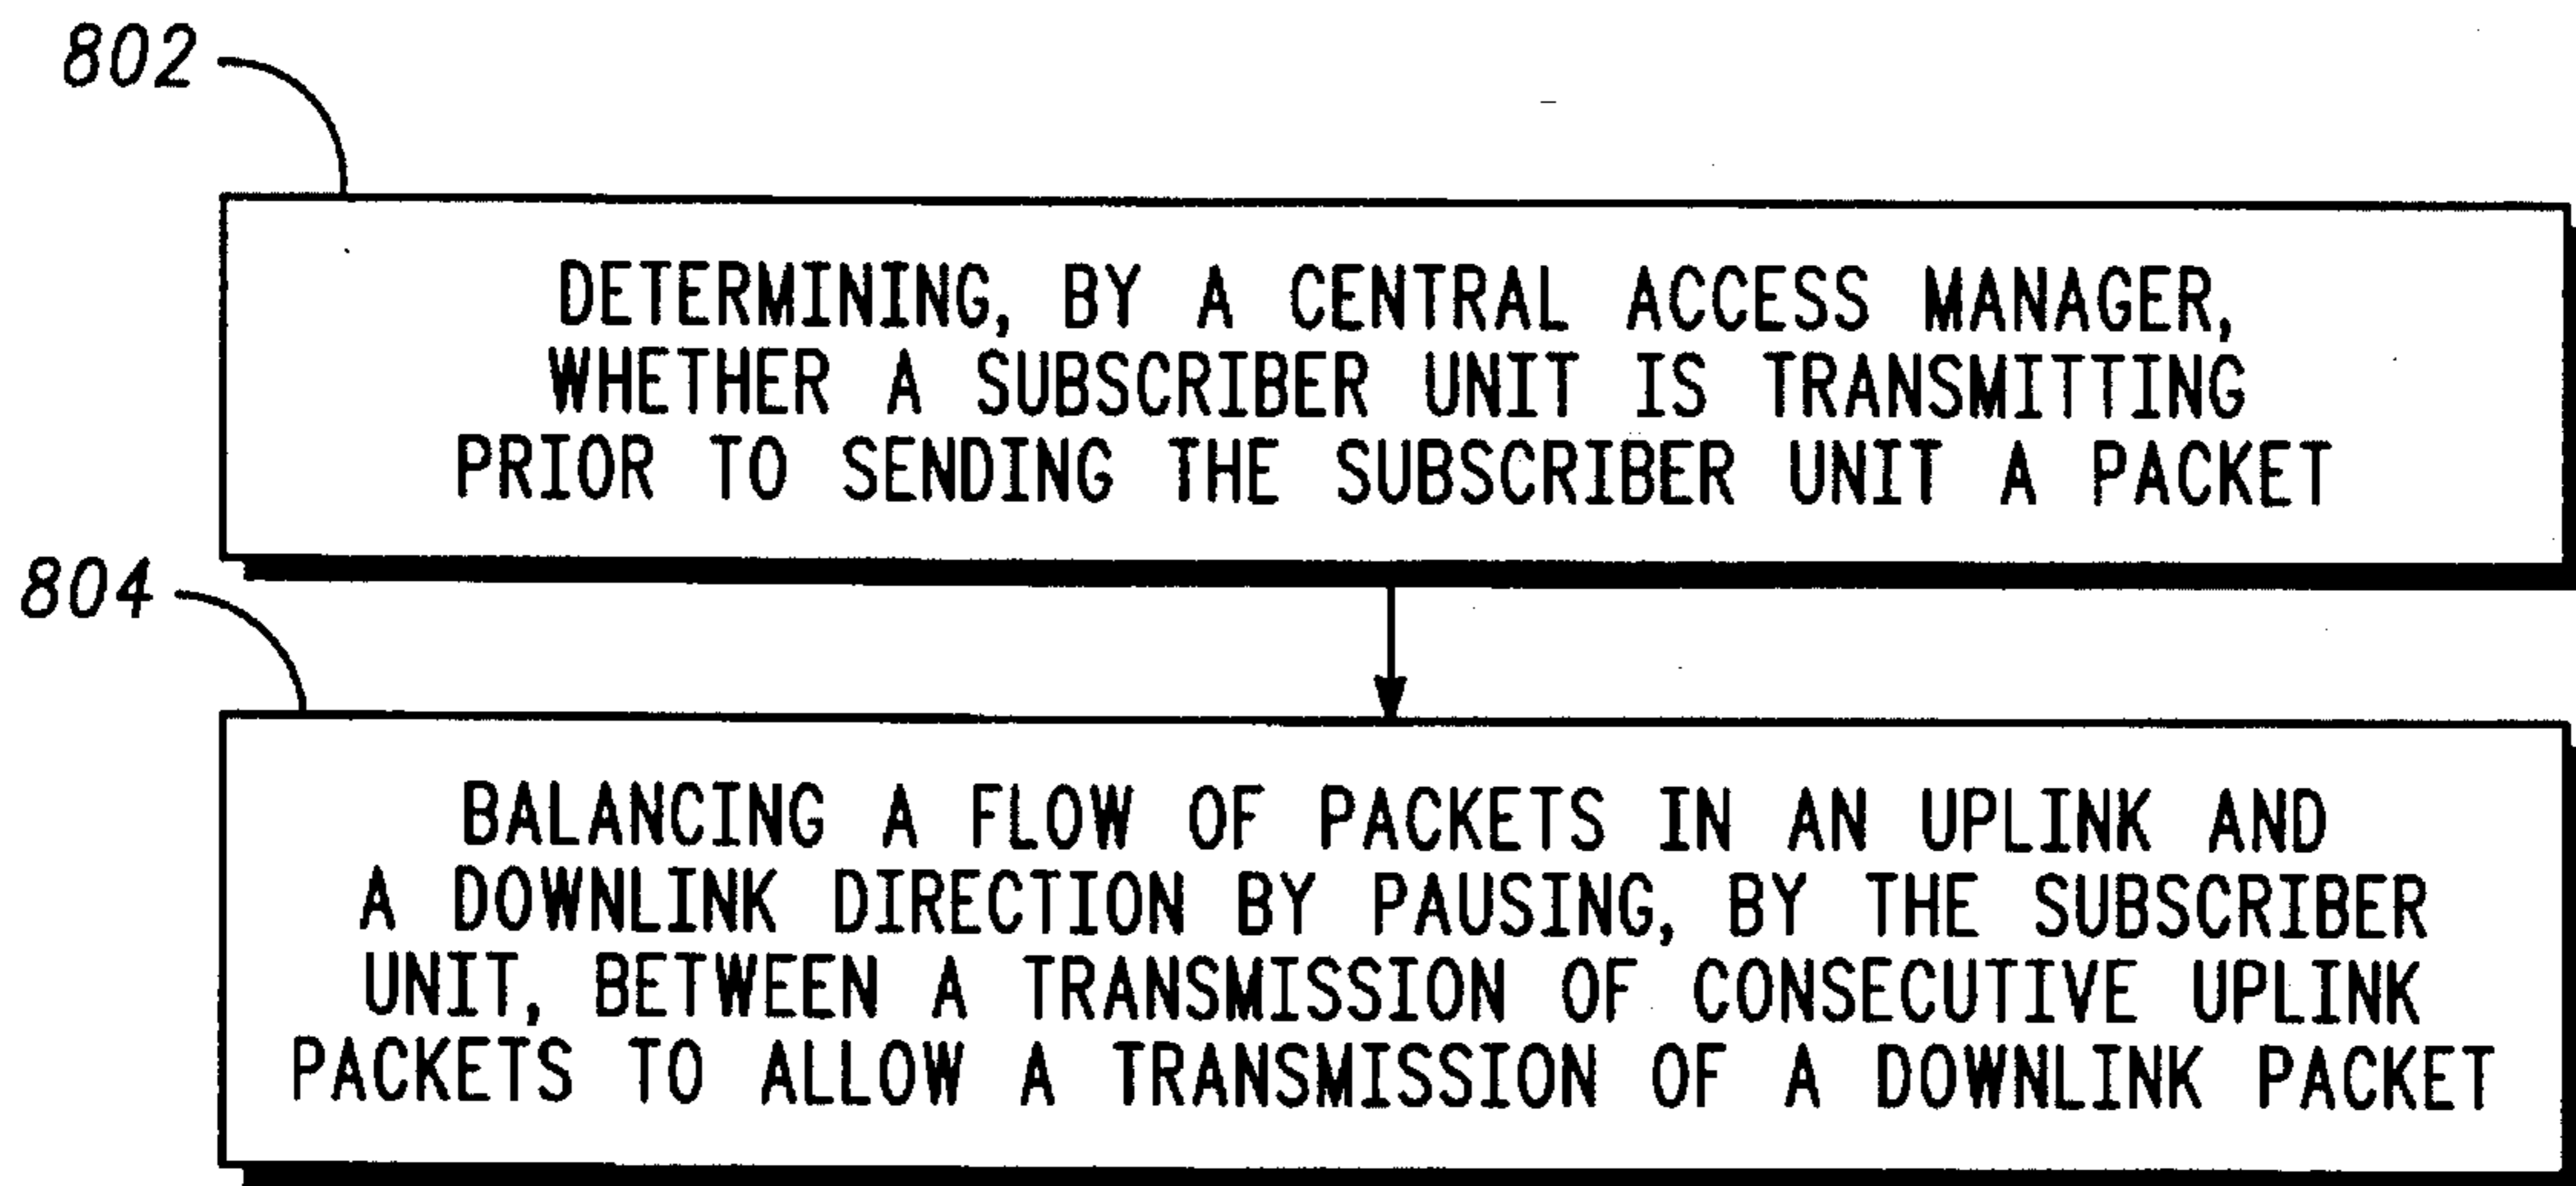 802
DETERMINING, BY A CENTRAL ACCESS MANAGER,
WHETHER A SUBSCRIBER UNIT IS TRANSMITTING
PRIOR TO SENDING THE SUBSCRIBER UNIT A PACKET
804
BALANCING A FLOW OF PACKETS IN AN UPLINK AND
A DOWNLINK DIRECTION BY PAUSING, BY THE SUBSCRIBER
UNIT, BETWEEN A TRANSMISSION OF CONSECUTIVE UPLINK
PACKETS TO ALLOW A TRANSMISSION OF A DOWNLINK PACKET